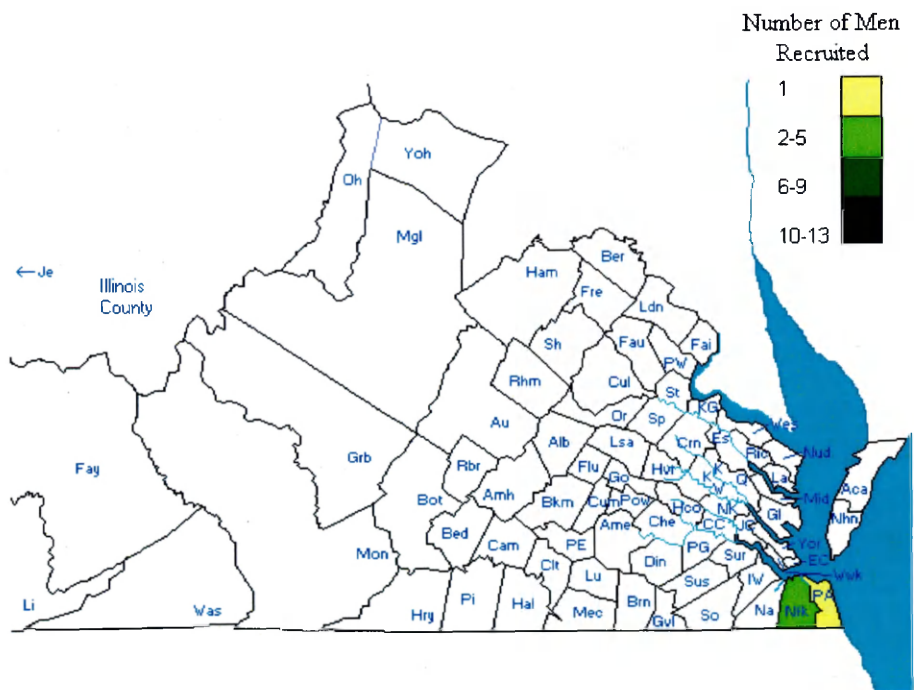 Number of Men
Recruited
1
2-5
6-9
10-13
Yoh
Oh
Mgl
←Je
Illinois
County
Ham
Ber
Fre
Ldn
Sh
Fau
PW
Fai
Rhm
Cul
St
KG
Wes
Au
Or
Sp
Es
Ric
Nud
Alb
Lsa
Crn
Fay
Grb
Rbr
Flu
Go
Hvr
K
Q
La
Mid
Aca
Bot
Amh
Bkm
Cum
Pow
K
W
Nhn
Hco
NK
Gl
Bed
Ame
Che
CC
JC
Yor
Mon
Cam
PE
Din
PG
Sur
EC
Wwk
Clt
IW
Li
Was
Hry
Pi
Hal
Lu
Mec
Brn
Gvl
Sus
So
Na
Nfk
PA